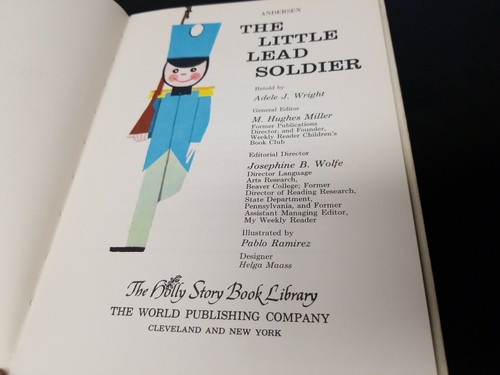 ANDERSEN
THE
LITTLE
LEAD
SOLDIER
Retold by
Adele J. Wright
General Editor
M. Hughes Miller
Former Publications
Director, and Founder,
Weekly Reader Children's
Book Club
Editorial Director
Josephine B. Wolfe
Director Language
Arts Research,
Beaver College; Former
Director of Reading Research,
State Department,
Pennsylvania, and Former
Assistant Managing Editor,
My Weekly Reader
Illustrated by
Pablo Ramirez
Designer
Helga Maass
The Holly Story Book Library
THE WORLD PUBLISHING COMPANY
CLEVELAND AND NEW YORK